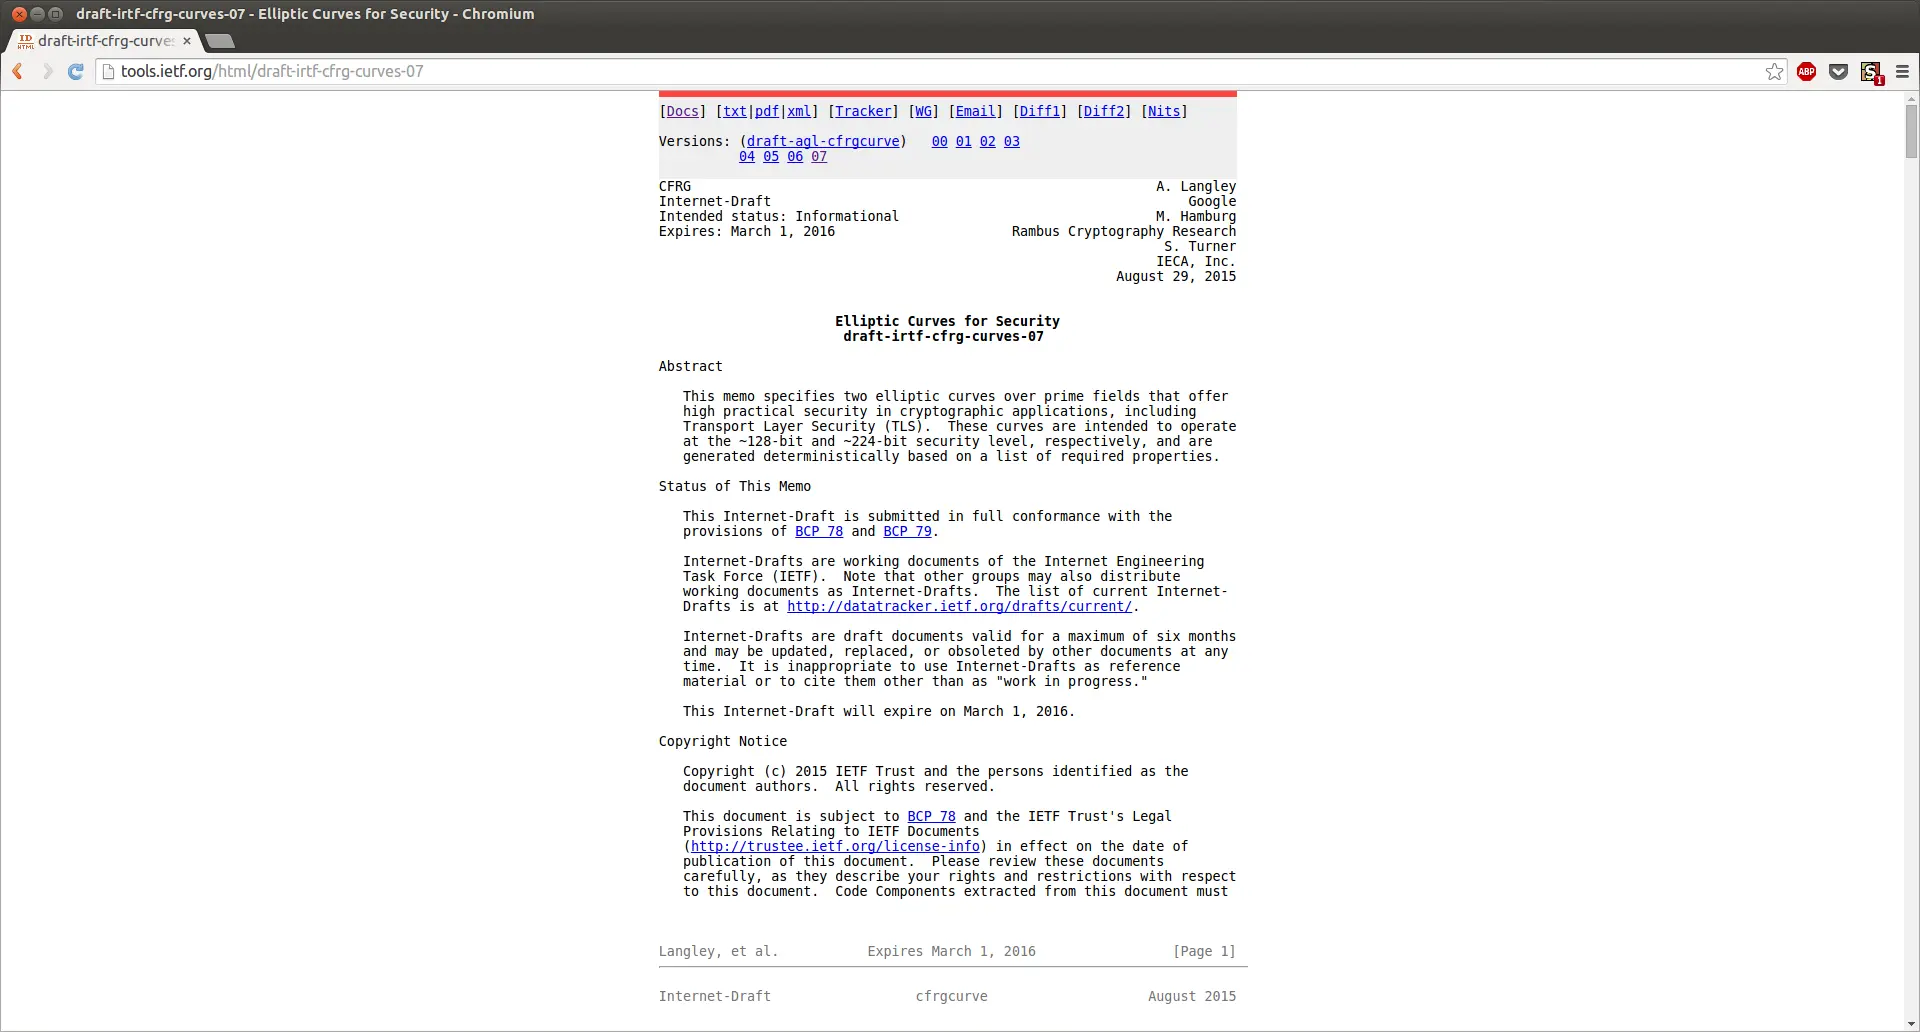 draft-irtf-cfrg-curves-07 - Elliptic Curves for Security - Chromium
ID HTML draft-irtf-cfrg-curves
tools.ietf.org/html/draft-irtf-cfrg-curves-07 ABP S 1
[Docs] [txt|pdf|xml] [Tracker] [WG] [Email] [Diff1] [Diff2] [Nits]
Versions: (draft-agl-cfrgcurve) 00 01 02 03
04 05 06 07
CFRG A. Langley
Internet-Draft Google
Intended status: Informational M. Hamburg
Expires: March 1, 2016 Rambus Cryptography Research
S. Turner
IECA, Inc.
August 29, 2015
Elliptic Curves for Security
draft-irtf-cfrg-curves-07
Abstract
This memo specifies two elliptic curves over prime fields that offer
high practical security in cryptographic applications, including
Transport Layer Security (TLS). These curves are intended to operate
at the ~128-bit and ~224-bit security level, respectively, and are
generated deterministically based on a list of required properties.
Status of This Memo
This Internet-Draft is submitted in full conformance with the
provisions of BCP 78 and BCP 79.
Internet-Drafts are working documents of the Internet Engineering
Task Force (IETF). Note that other groups may also distribute
working documents as Internet-Drafts. The list of current Internet-
Drafts is at http://datatracker.ietf.org/drafts/current/.
Internet-Drafts are draft documents valid for a maximum of six months
and may be updated, replaced, or obsoleted by other documents at any
time. It is inappropriate to use Internet-Drafts as reference
material or to cite them other than as "work in progress."
This Internet-Draft will expire on March 1, 2016.
Copyright Notice
Copyright (c) 2015 IETF Trust and the persons identified as the
document authors. All rights reserved.
This document is subject to BCP 78 and the IETF Trust's Legal
Provisions Relating to IETF Documents
(http://trustee.ietf.org/license-info) in effect on the date of
publication of this document. Please review these documents
carefully, as they describe your rights and restrictions with respect
to this document. Code Components extracted from this document must
Langley, et al. Expires March 1, 2016 [Page 1]
Internet-Draft cfrgcurve August 2015